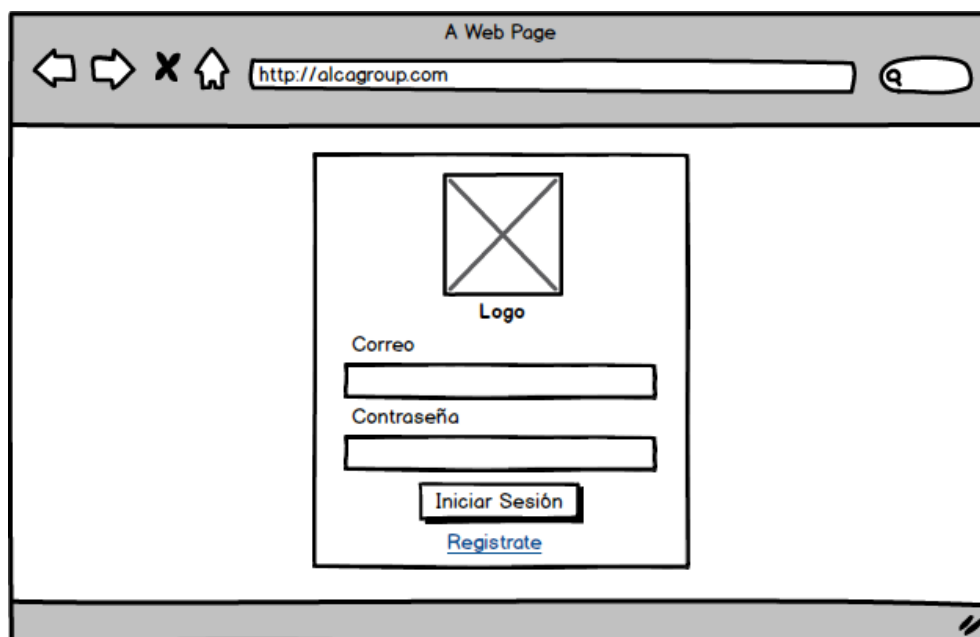 A Web Page
http://alcagroup.com
Logo
Correo
Contraseña
Iniciar Sesión
Registrate